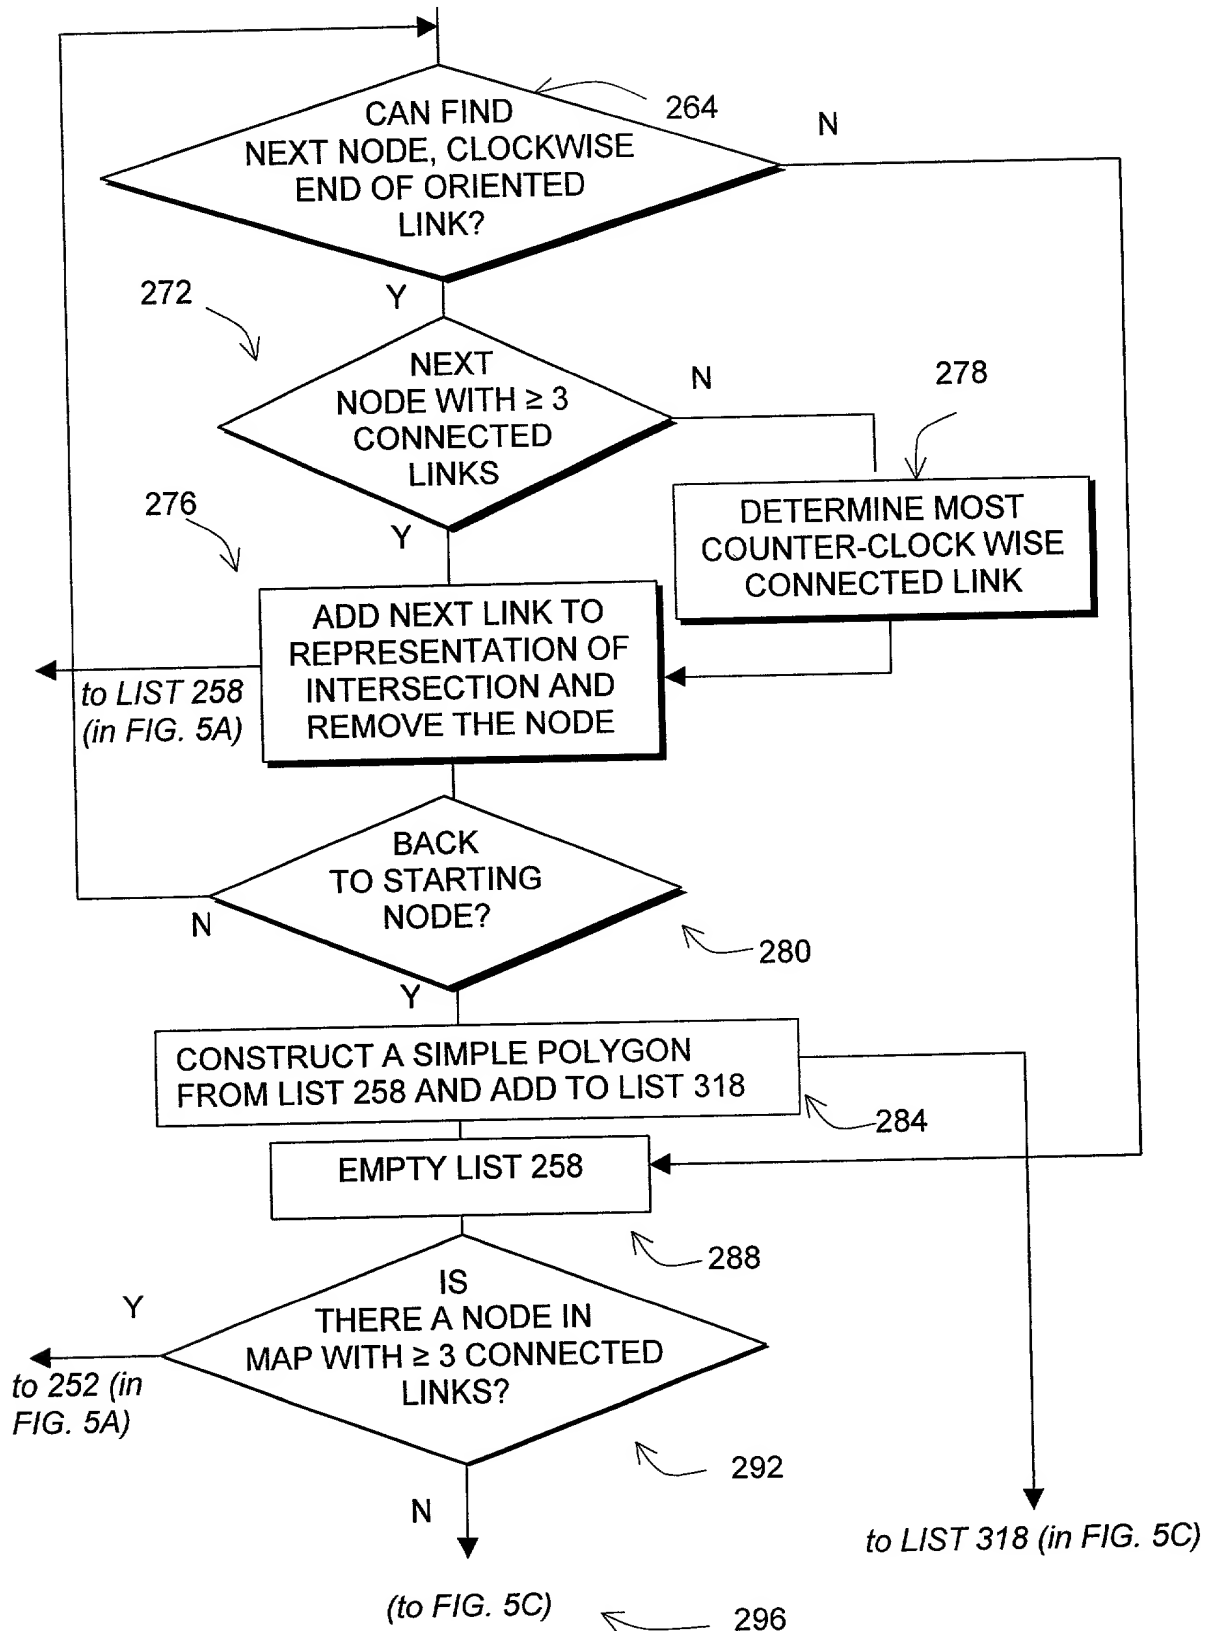 264
CAN FIND
NEXT NODE, CLOCKWISE
END OF ORIENTED
LINK?
N
Y
272
NEXT
NODE WITH ≥ 3
CONNECTED
LINKS
N
278
Y
276
DETERMINE MOST
COUNTER-CLOCK WISE
CONNECTED LINK
ADD NEXT LINK TO
REPRESENTATION OF
INTERSECTION AND
REMOVE THE NODE
to LIST 258
(in FIG. 5A)
BACK
TO STARTING
NODE?
N
280
Y
CONSTRUCT A SIMPLE POLYGON
FROM LIST 258 AND ADD TO LIST 318
284
EMPTY LIST 258
288
IS
THERE A NODE IN
MAP WITH ≥ 3 CONNECTED
LINKS?
Y
to 252 (in
FIG. 5A)
292
N
to LIST 318 (in FIG. 5C)
(to FIG. 5C)
296